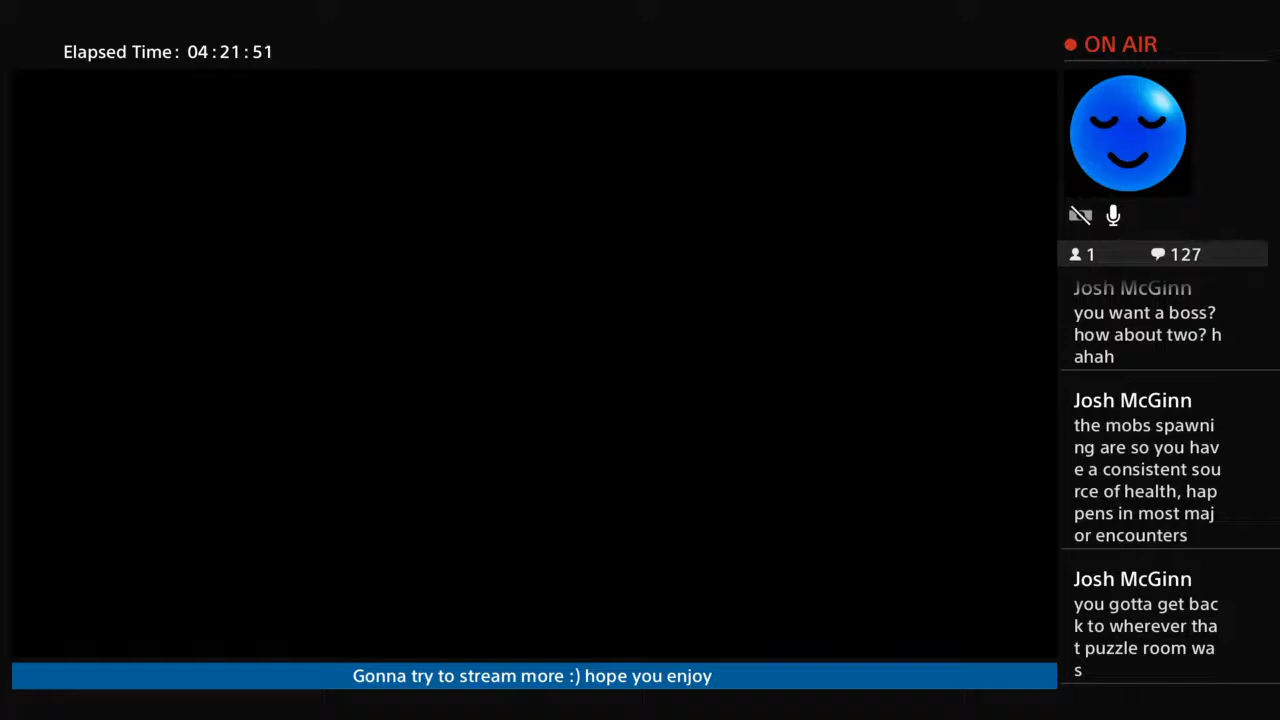 Elapsed Time: 04:21:51
ON AIR
1 127
Josh McGinn
you want a boss?
how about two? h
ahah
Josh McGinn
the mobs spawni
ng are so you hav
e a consistent sou
rce of health, hap
pens in most maj
or encounters
Josh McGinn
you gotta get bac
k to wherever tha
t puzzle room wa
s
Gonna try to stream more :) hope you enjoy